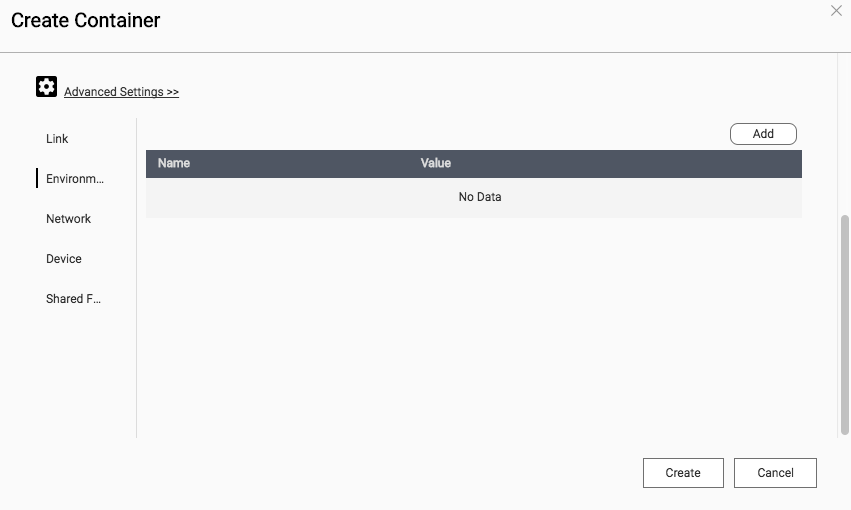 Create Container
Advanced Settings >>
Link
Environm...
Network
Device
Shared F...
Add
Name Value
No Data
Create Cancel